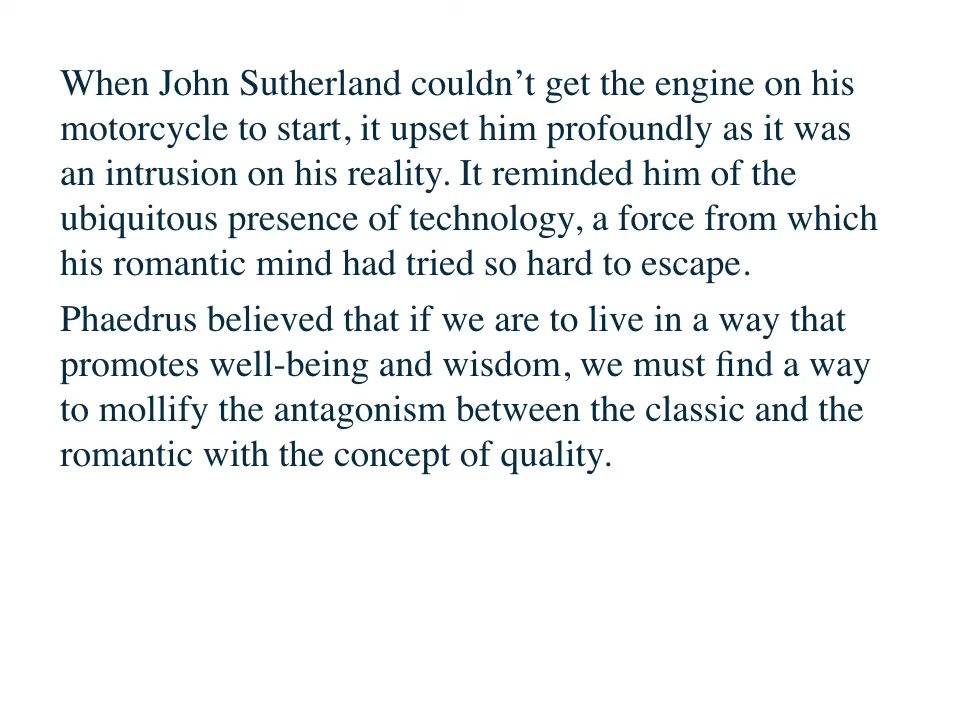 When John Sutherland couldn’t get the engine on his
motorcycle to start, it upset him profoundly as it was
an intrusion on his reality. It reminded him of the
ubiquitous presence of technology, a force from which
his romantic mind had tried so hard to escape.
Phaedrus believed that if we are to live in a way that
promotes well-being and wisdom, we must find a way
to mollify the antagonism between the classic and the
romantic with the concept of quality.